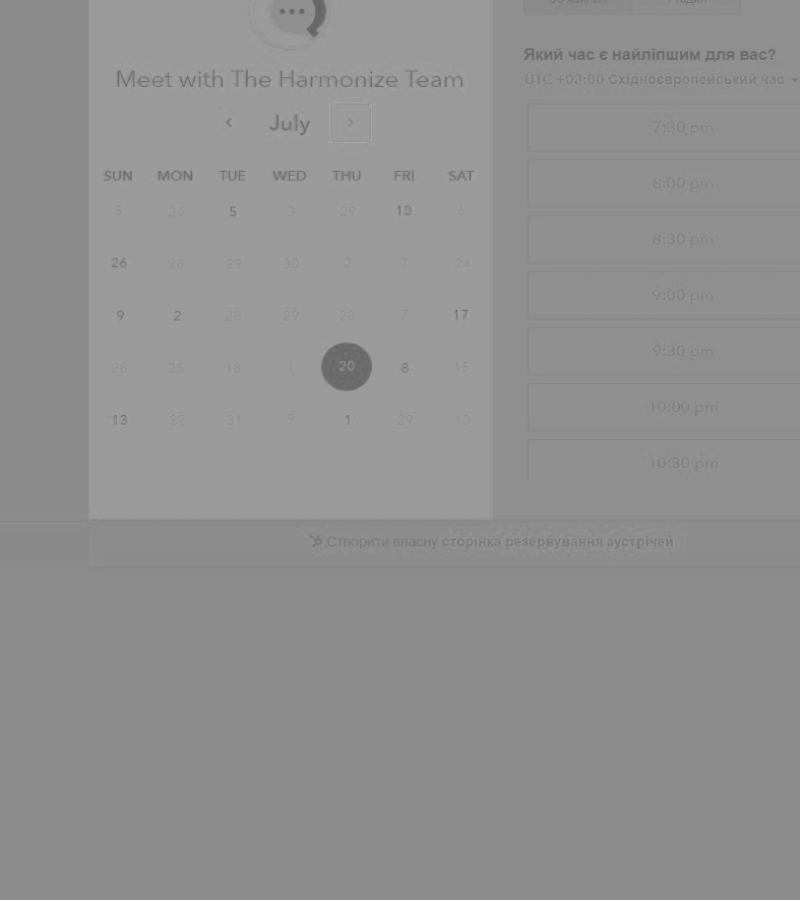 Meet with The Harmonize Team
July
SUN MON TUE WED THU FRI SAT
5 26 5 3 29 10 6
26 28 29 30 2 7 24
9 2 28 29 28 7 17
26 25 18 1 20 8 15
13 22 31 9 1 29 10
Який час є найліпшим для вас?
UTC +03:00 Східноєвропейський час
7:30 pm
8:00 pm
8:30 pm
9:00 pm
9:30 pm
10:00 pm
10:30 pm
Створити власну сторінка резервування аустрічей